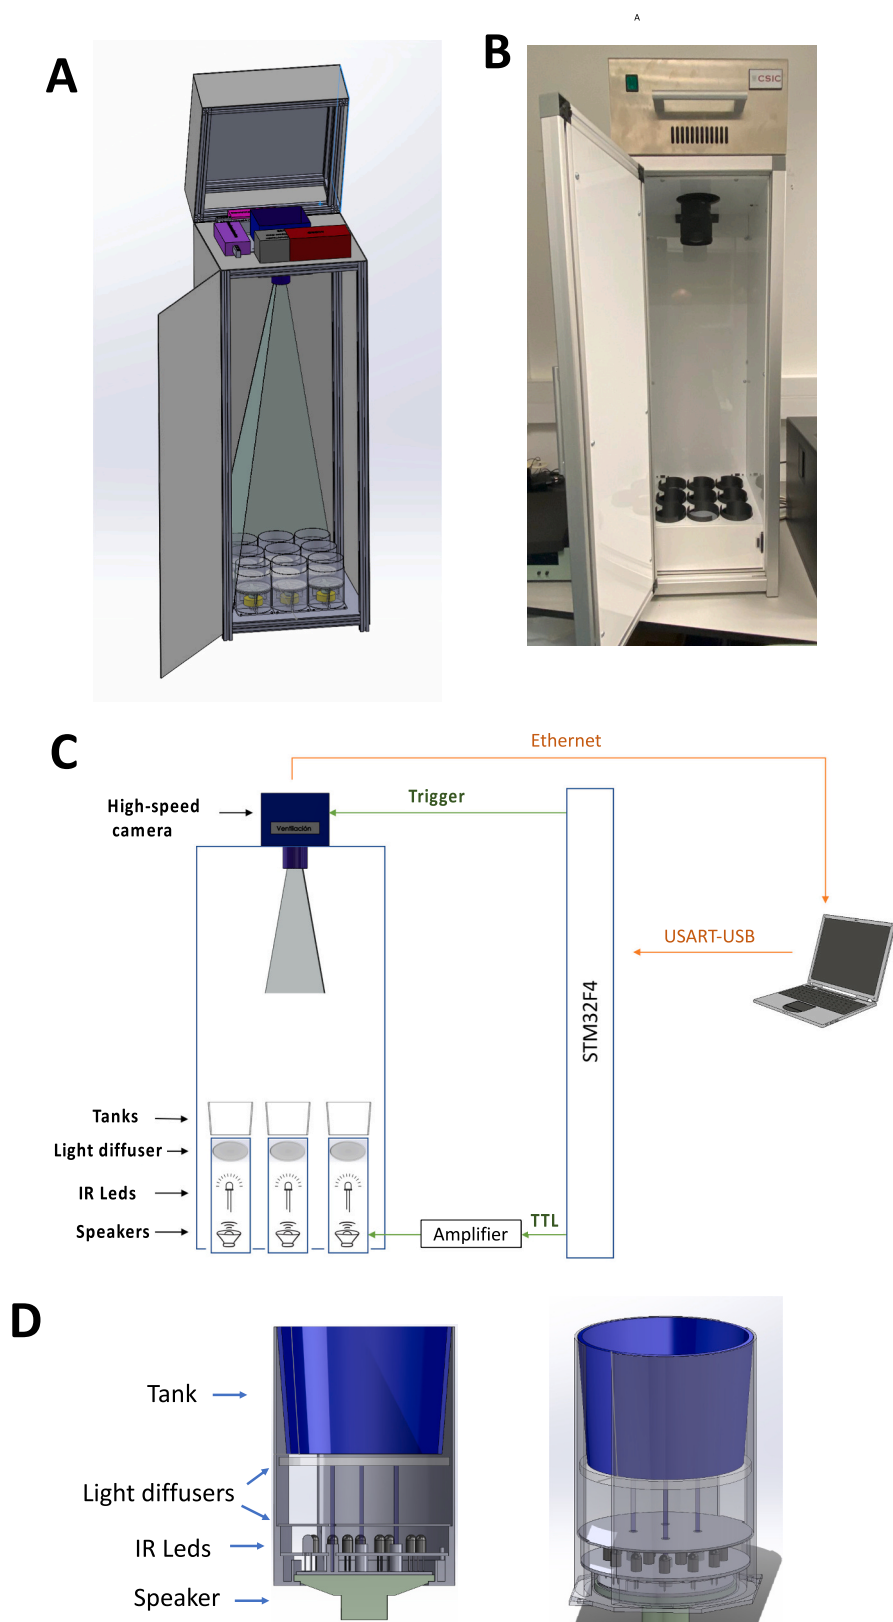 A
A
B
CSIC
C
Ethernet
Trigger
High-speed
camera
Ventilación
USART-USB
STM32F4
Tanks
Light diffuser
IR Leds
Speakers
TTL
Amplifier
D
Tank
Light diffusers
IR Leds
Speaker